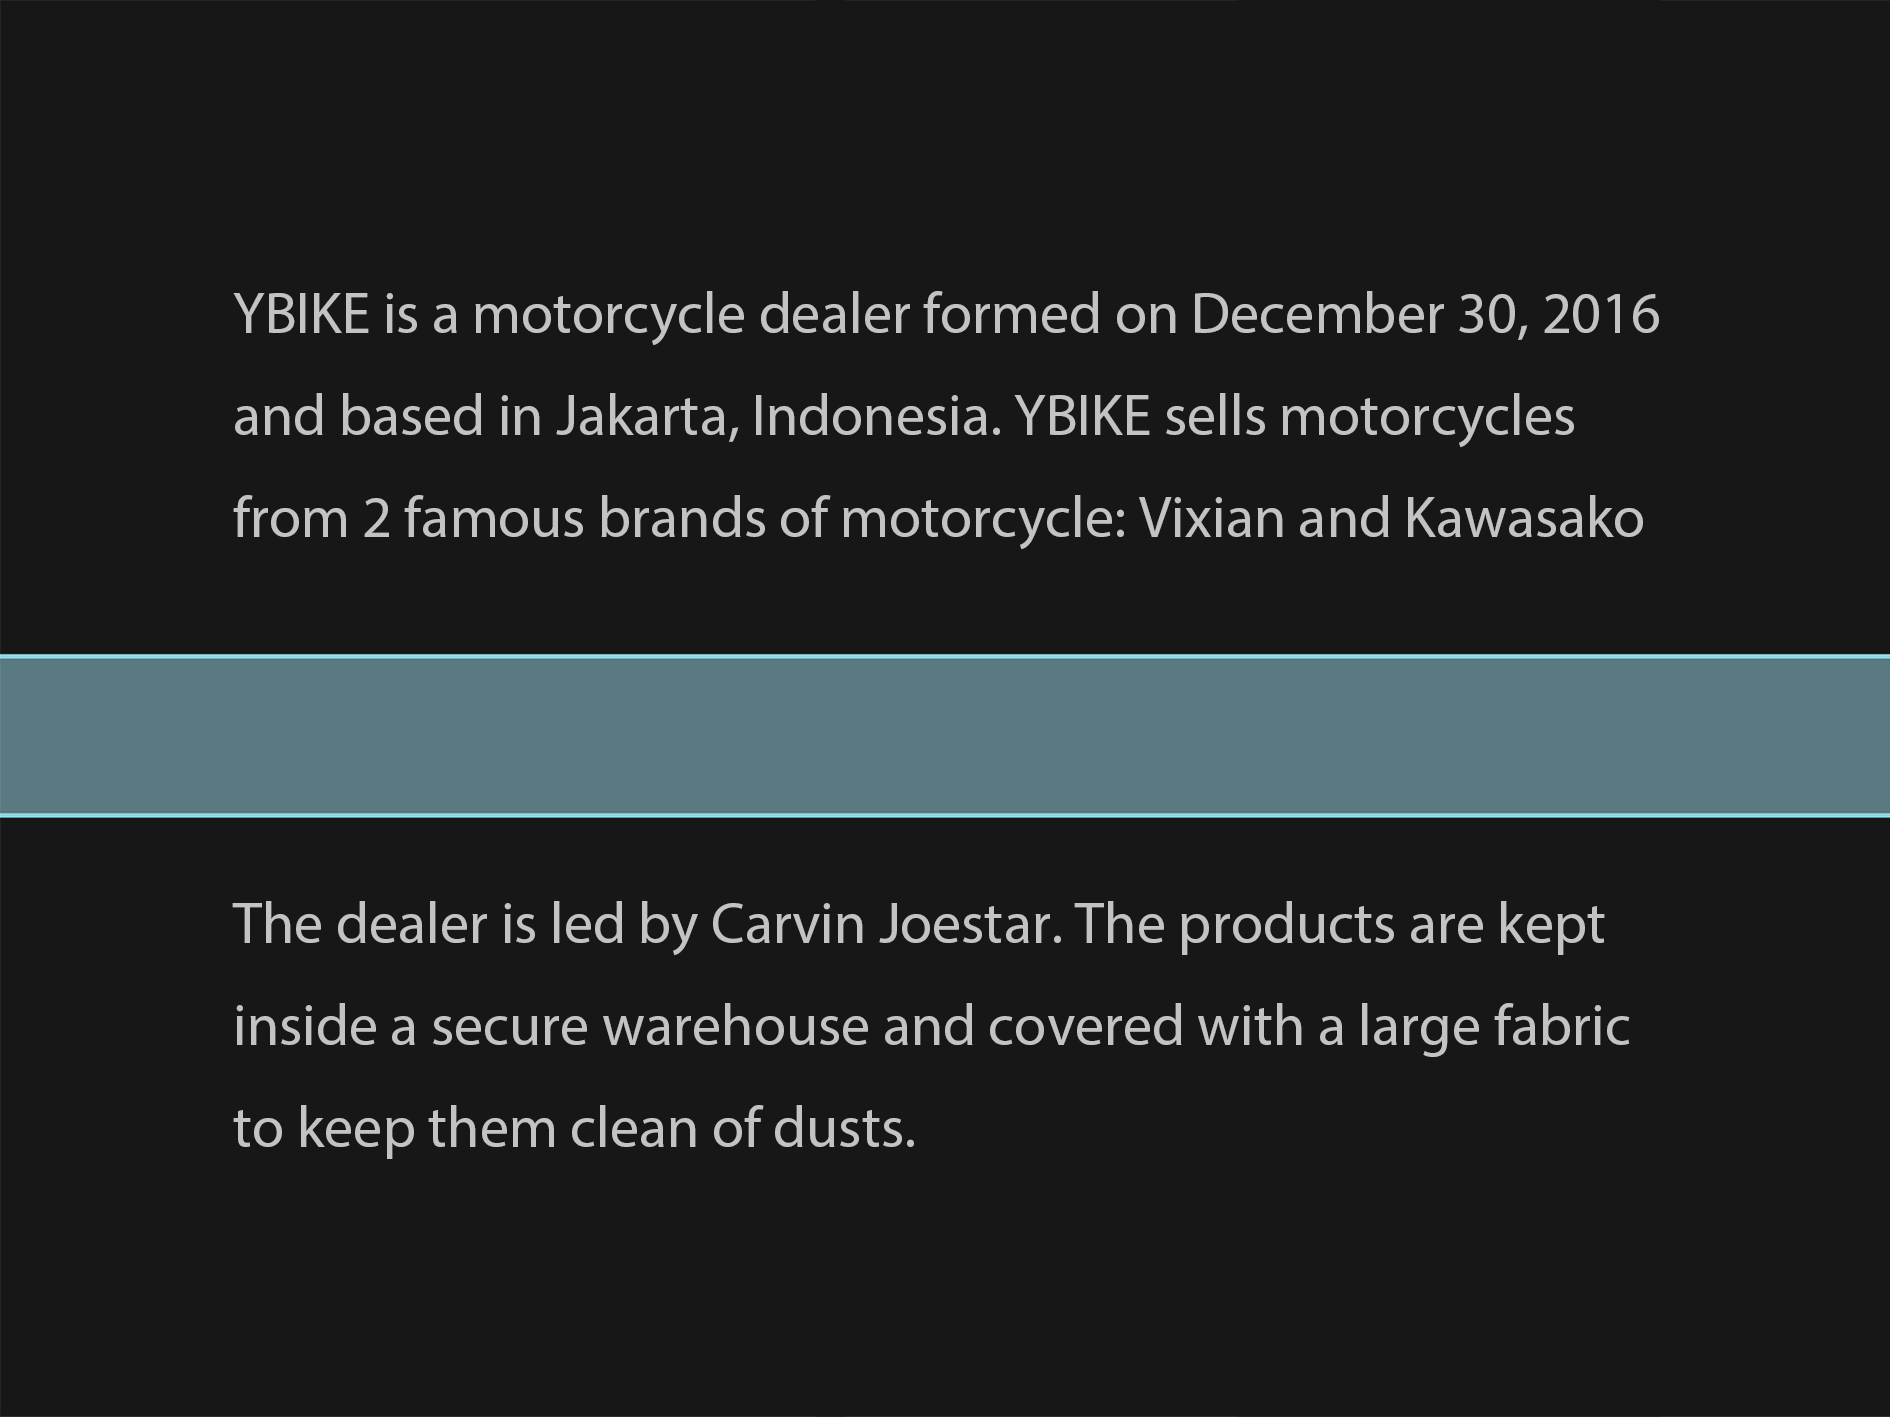 YBIKE is a motorcycle dealer formed on December 30, 2016
and based in Jakarta, Indonesia. YBIKE sells motorcycles
from 2 famous brands of motorcycle: Vixian and Kawasako
The dealer is led by Carvin Joestar. The products are kept
inside a secure warehouse and covered with a large fabric
to keep them clean of dusts.